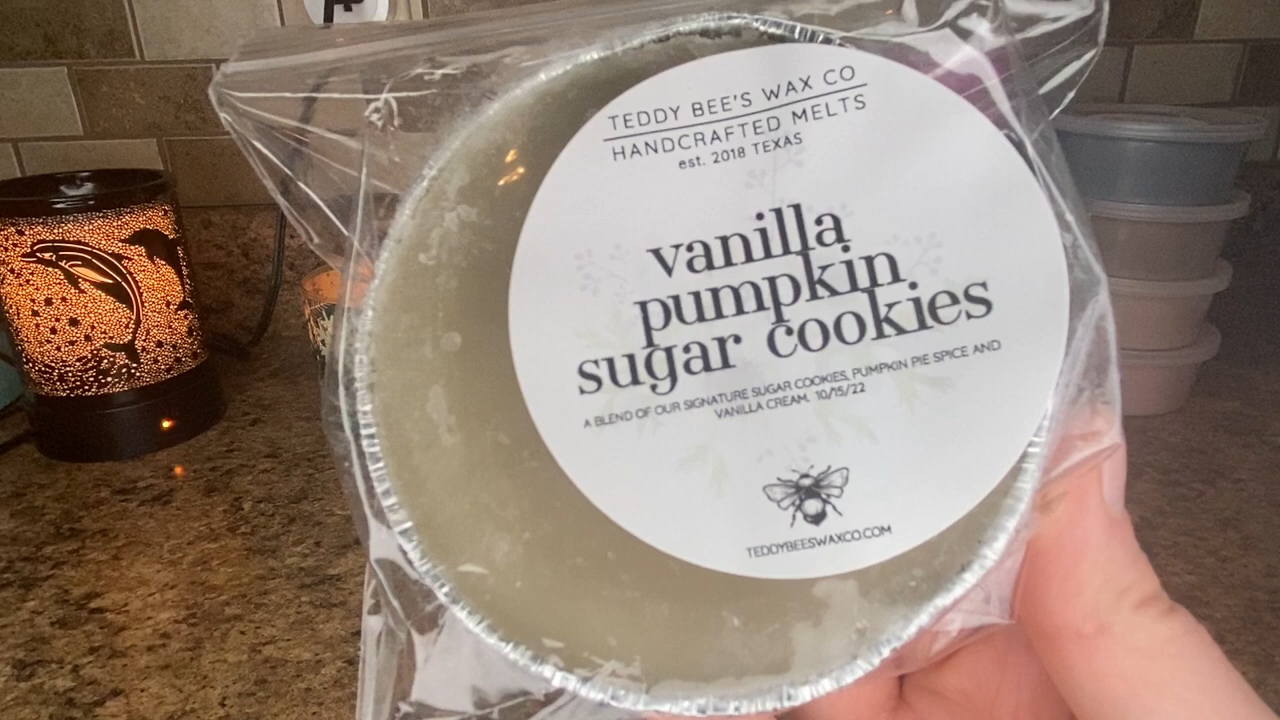 TEDDY BEE'S WAX CO
HANDCRAFTED MELTS
est. 2018 TEXAS
vanilla
pumpkin
sugar cookies
A BLEND OF OUR SIGNATURE SUGAR COOKIES, PUMPKIN PIE SPICE AND
VANILLA CREAM. 10/15/22
TEDDYBEESWAXCO.COM